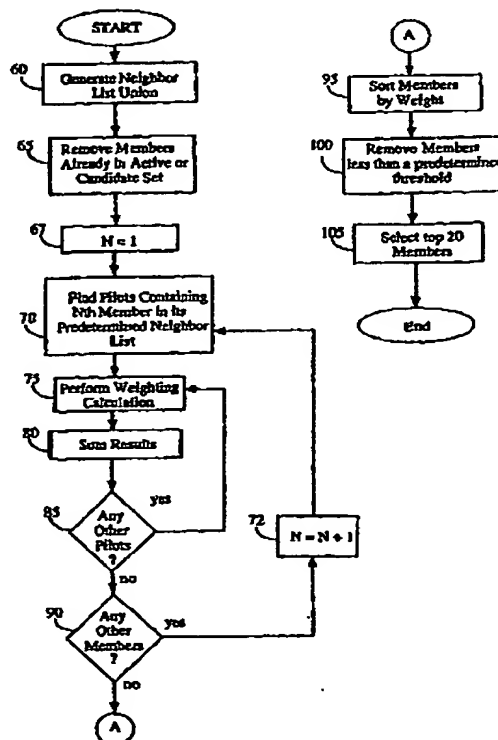 START
60
Generate Neighbor
List Union
65
Remove Members
Already in Active or
Candidate Set
67
N = 1
70
Find Pilots Containing
Nth Member in Its
Predetermined Neighbor
List
75
Perform Weighting
Calculation
80
Sum Results
85
Any
Other
Pilots
?
yes
no
72
N = N + 1
90
Any
Other
Members
?
yes
no
A
A
95
Sort Members
by Weight
100
Remove Members
less than a predetermined
threshold
105
Select top 20
Members
End